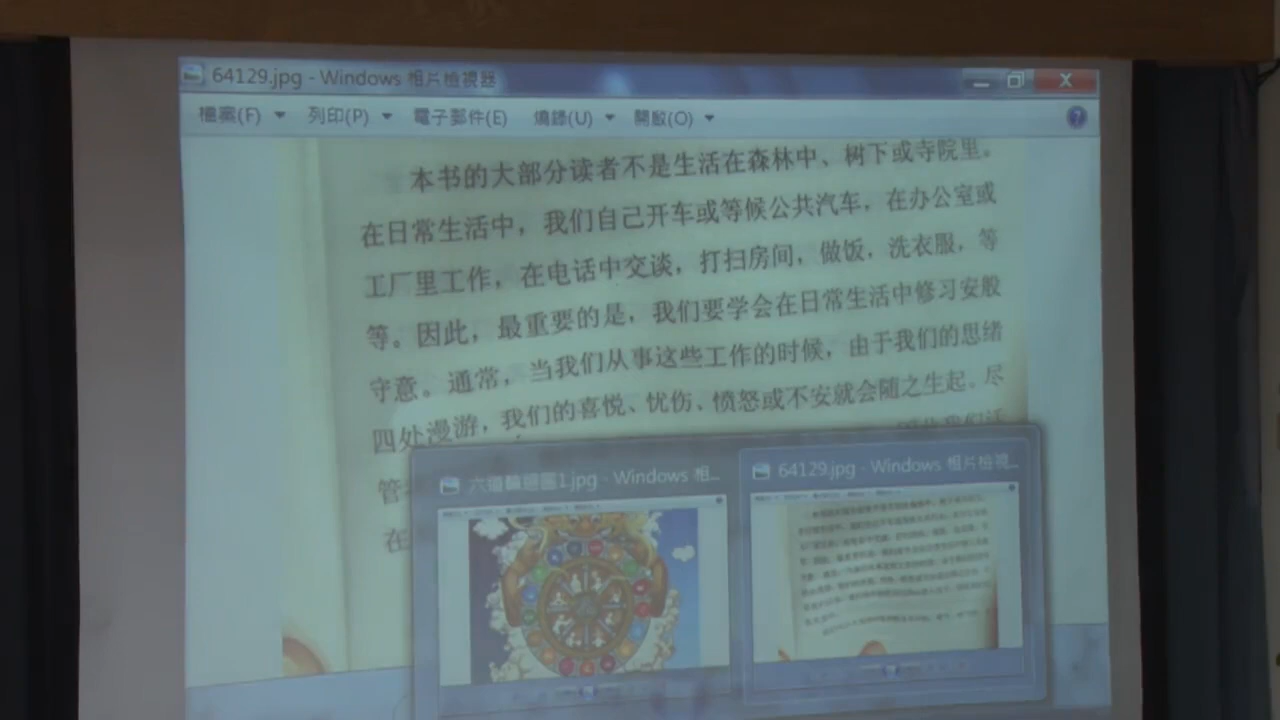 64129.jpg - Windows 相片檢視器
檔案(F) 列印(P) 電子郵件(E) 燒錄(U) 開啟(O)
本书的大部分读者不是生活在森林中、树下或寺院里。
在日常生活中，我们自己开车或等候公共汽车，在办公室或
工厂里工作，在电话中交谈，打扫房间，做饭，洗衣服，等
等。因此，最重要的是，我们要学会在日常生活中修习安般
守意。通常，当我们从事这些工作的时候，由于我们的思绪
四处漫游，我们的喜悦、忧伤、愤怒或不安就会随之生起。尽
管
在
六道輪迴圖1.jpg - Windows 相...
64129.jpg - Windows 相片檢視...